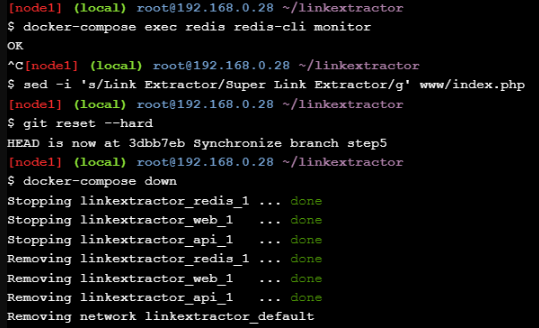 [node1] (local) root@192.168.0.28 ~/linkextractor
$ docker-compose exec redis redis-cli monitor
OK
^C[node1] (local) root@192.168.0.28 ~/linkextractor
$ sed -i 's/Link Extractor/Super Link Extractor/g' www/index.php
[node1] (local) root@192.168.0.28 ~/linkextractor
$ git reset --hard
HEAD is now at 3dbb7eb Synchronize branch step5
[node1] (local) root@192.168.0.28 ~/linkextractor
$ docker-compose down
Stopping linkextractor_redis_1 ... done
Stopping linkextractor_web_1   ... done
Stopping linkextractor_api_1   ... done
Removing linkextractor_redis_1 ... done
Removing linkextractor_web_1   ... done
Removing linkextractor_api_1   ... done
Removing network linkextractor_default